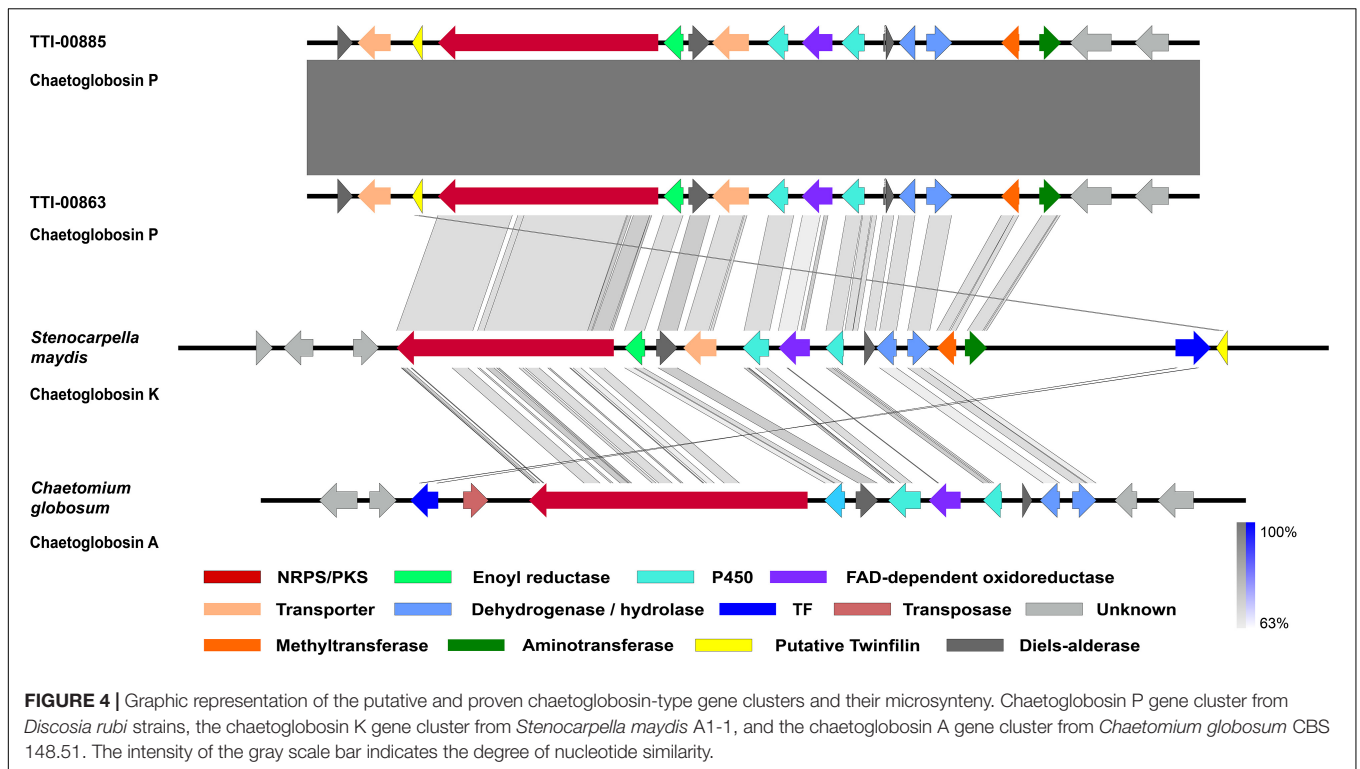 TTI-00885
Chaetoglobosin P
TTI-00863
Chaetoglobosin P
Stenocarpella
maydis
Chaetoglobosin K
Chaetomium
globosum
Chaetoglobosin A
100%
63%
NRPS/PKS Enoyl reductase P450 FAD-dependent oxidoreductase
Transporter Dehydrogenase / hydrolase TF Transposase Unknown
Methyltransferase Aminotransferase Putative Twinfilin Diels-alderase
FIGURE 4 | Graphic representation of the putative and proven chaetoglobosin-type gene clusters and their microsynteny. Chaetoglobosin P gene cluster from
Discosia rubi strains, the chaetoglobosin K gene cluster from Stenocarpella maydis A1-1, and the chaetoglobosin A gene cluster from Chaetomium globosum CBS
148.51. The intensity of the gray scale bar indicates the degree of nucleotide similarity.